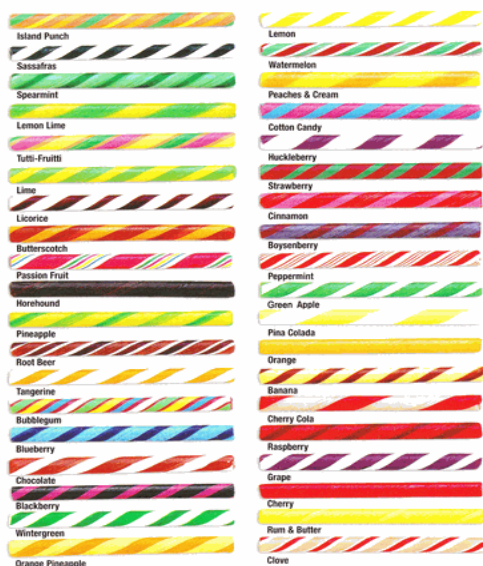 Island Punch
Sassafras
Spearmint
Lemon Lime
Tutti-Fruitti
Lime
Licorice
Butterscotch
Passion Fruit
Horehound
Pineapple
Root Beer
Tangerine
Bubblegum
Blueberry
Chocolate
Blackberry
Wintergreen
Orange Pineapple
Lemon
Watermelon
Peaches & Cream
Cotton Candy
Huckleberry
Strawberry
Cinnamon
Boysenberry
Peppermint
Green Apple
Pina Colada
Orange
Banana
Cherry Cola
Raspberry
Grape
Cherry
Rum & Butter
Clove